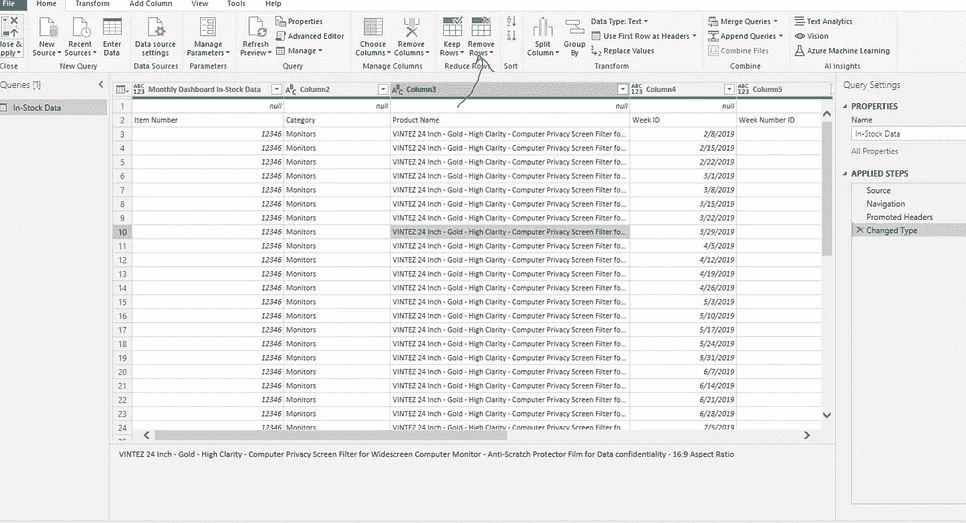 File Home Transform Add Column View Tools Help
Close & Apply New Source Recent Sources Enter Data Data source settings Manage Parameters Refresh Preview Properties Advanced Editor Manage Choose Columns Remove Columns Keep Rows Remove Rows Split Column Group By Data Type: Text Use First Row as Headers Replace Values Merge Queries Append Queries Combine Files Text Analytics Vision Azure Machine Learning
Close New Query Data Sources Parameters Query Manage Columns Reduce Rows Sort Transform Combine AI Insights
Queries [1]
In-Stock Data
ABC 123 Monthly Dashboard In-Stock Data ABC Column2 ABC Column3 ABC 123 Column4 ABC 123 Column5
1 null null null null
2 Item Number Category Product Name Week ID Week Number ID
3 12346 Monitors VINTEZ 24 Inch - Gold - High Clarity - Computer Privacy Screen Filter fo... 2/8/2019
4 12346 Monitors VINTEZ 24 Inch - Gold - High Clarity - Computer Privacy Screen Filter fo... 2/15/2019
5 12346 Monitors VINTEZ 24 Inch - Gold - High Clarity - Computer Privacy Screen Filter fo... 2/22/2019
6 12346 Monitors VINTEZ 24 Inch - Gold - High Clarity - Computer Privacy Screen Filter fo... 3/1/2019
7 12346 Monitors VINTEZ 24 Inch - Gold - High Clarity - Computer Privacy Screen Filter fo... 3/8/2019
8 12346 Monitors VINTEZ 24 Inch - Gold - High Clarity - Computer Privacy Screen Filter fo... 3/15/2019
9 12346 Monitors VINTEZ 24 Inch - Gold - High Clarity - Computer Privacy Screen Filter fo... 3/22/2019
10 12346 Monitors VINTEZ 24 Inch - Gold - High Clarity - Computer Privacy Screen Filter fo... 3/29/2019
11 12346 Monitors VINTEZ 24 Inch - Gold - High Clarity - Computer Privacy Screen Filter fo... 4/5/2019
12 12346 Monitors VINTEZ 24 Inch - Gold - High Clarity - Computer Privacy Screen Filter fo... 4/12/2019
13 12346 Monitors VINTEZ 24 Inch - Gold - High Clarity - Computer Privacy Screen Filter fo... 4/19/2019
14 12346 Monitors VINTEZ 24 Inch - Gold - High Clarity - Computer Privacy Screen Filter fo... 4/26/2019
15 12346 Monitors VINTEZ 24 Inch - Gold - High Clarity - Computer Privacy Screen Filter fo... 5/3/2019
16 12346 Monitors VINTEZ 24 Inch - Gold - High Clarity - Computer Privacy Screen Filter fo... 5/10/2019
17 12346 Monitors VINTEZ 24 Inch - Gold - High Clarity - Computer Privacy Screen Filter fo... 5/17/2019
18 12346 Monitors VINTEZ 24 Inch - Gold - High Clarity - Computer Privacy Screen Filter fo... 5/24/2019
19 12346 Monitors VINTEZ 24 Inch - Gold - High Clarity - Computer Privacy Screen Filter fo... 5/31/2019
20 12346 Monitors VINTEZ 24 Inch - Gold - High Clarity - Computer Privacy Screen Filter fo... 6/7/2019
21 12346 Monitors VINTEZ 24 Inch - Gold - High Clarity - Computer Privacy Screen Filter fo... 6/14/2019
22 12346 Monitors VINTEZ 24 Inch - Gold - High Clarity - Computer Privacy Screen Filter fo... 6/21/2019
23 12346 Monitors VINTEZ 24 Inch - Gold - High Clarity - Computer Privacy Screen Filter fo... 6/28/2019
24 12346 Monitors VINTEZ 24 Inch - Gold - High Clarity - Computer Privacy Screen Filter fo... 7/5/2019
VINTEZ 24 Inch - Gold - High Clarity - Computer Privacy Screen Filter for Widescreen Computer Monitor - Anti-Scratch Protector Film for Data confidentiality - 16:9 Aspect Ratio
Query Settings
PROPERTIES
Name
In-Stock Data
All Properties
APPLIED STEPS
Source
Navigation
Promoted Headers
Changed Type